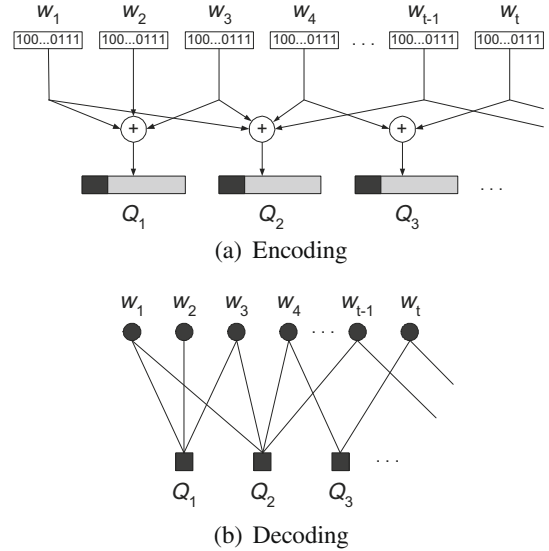 w1 w2 w3 w4 wt-1 wt
100...0111 100...0111 100...0111 100...0111 . . . 100...0111 100...0111
+ + +
. . .
Q1 Q2 Q3
(a) Encoding
w1 w2 w3 w4 . . . wt-1 wt
. . .
Q1 Q2 Q3
(b) Decoding